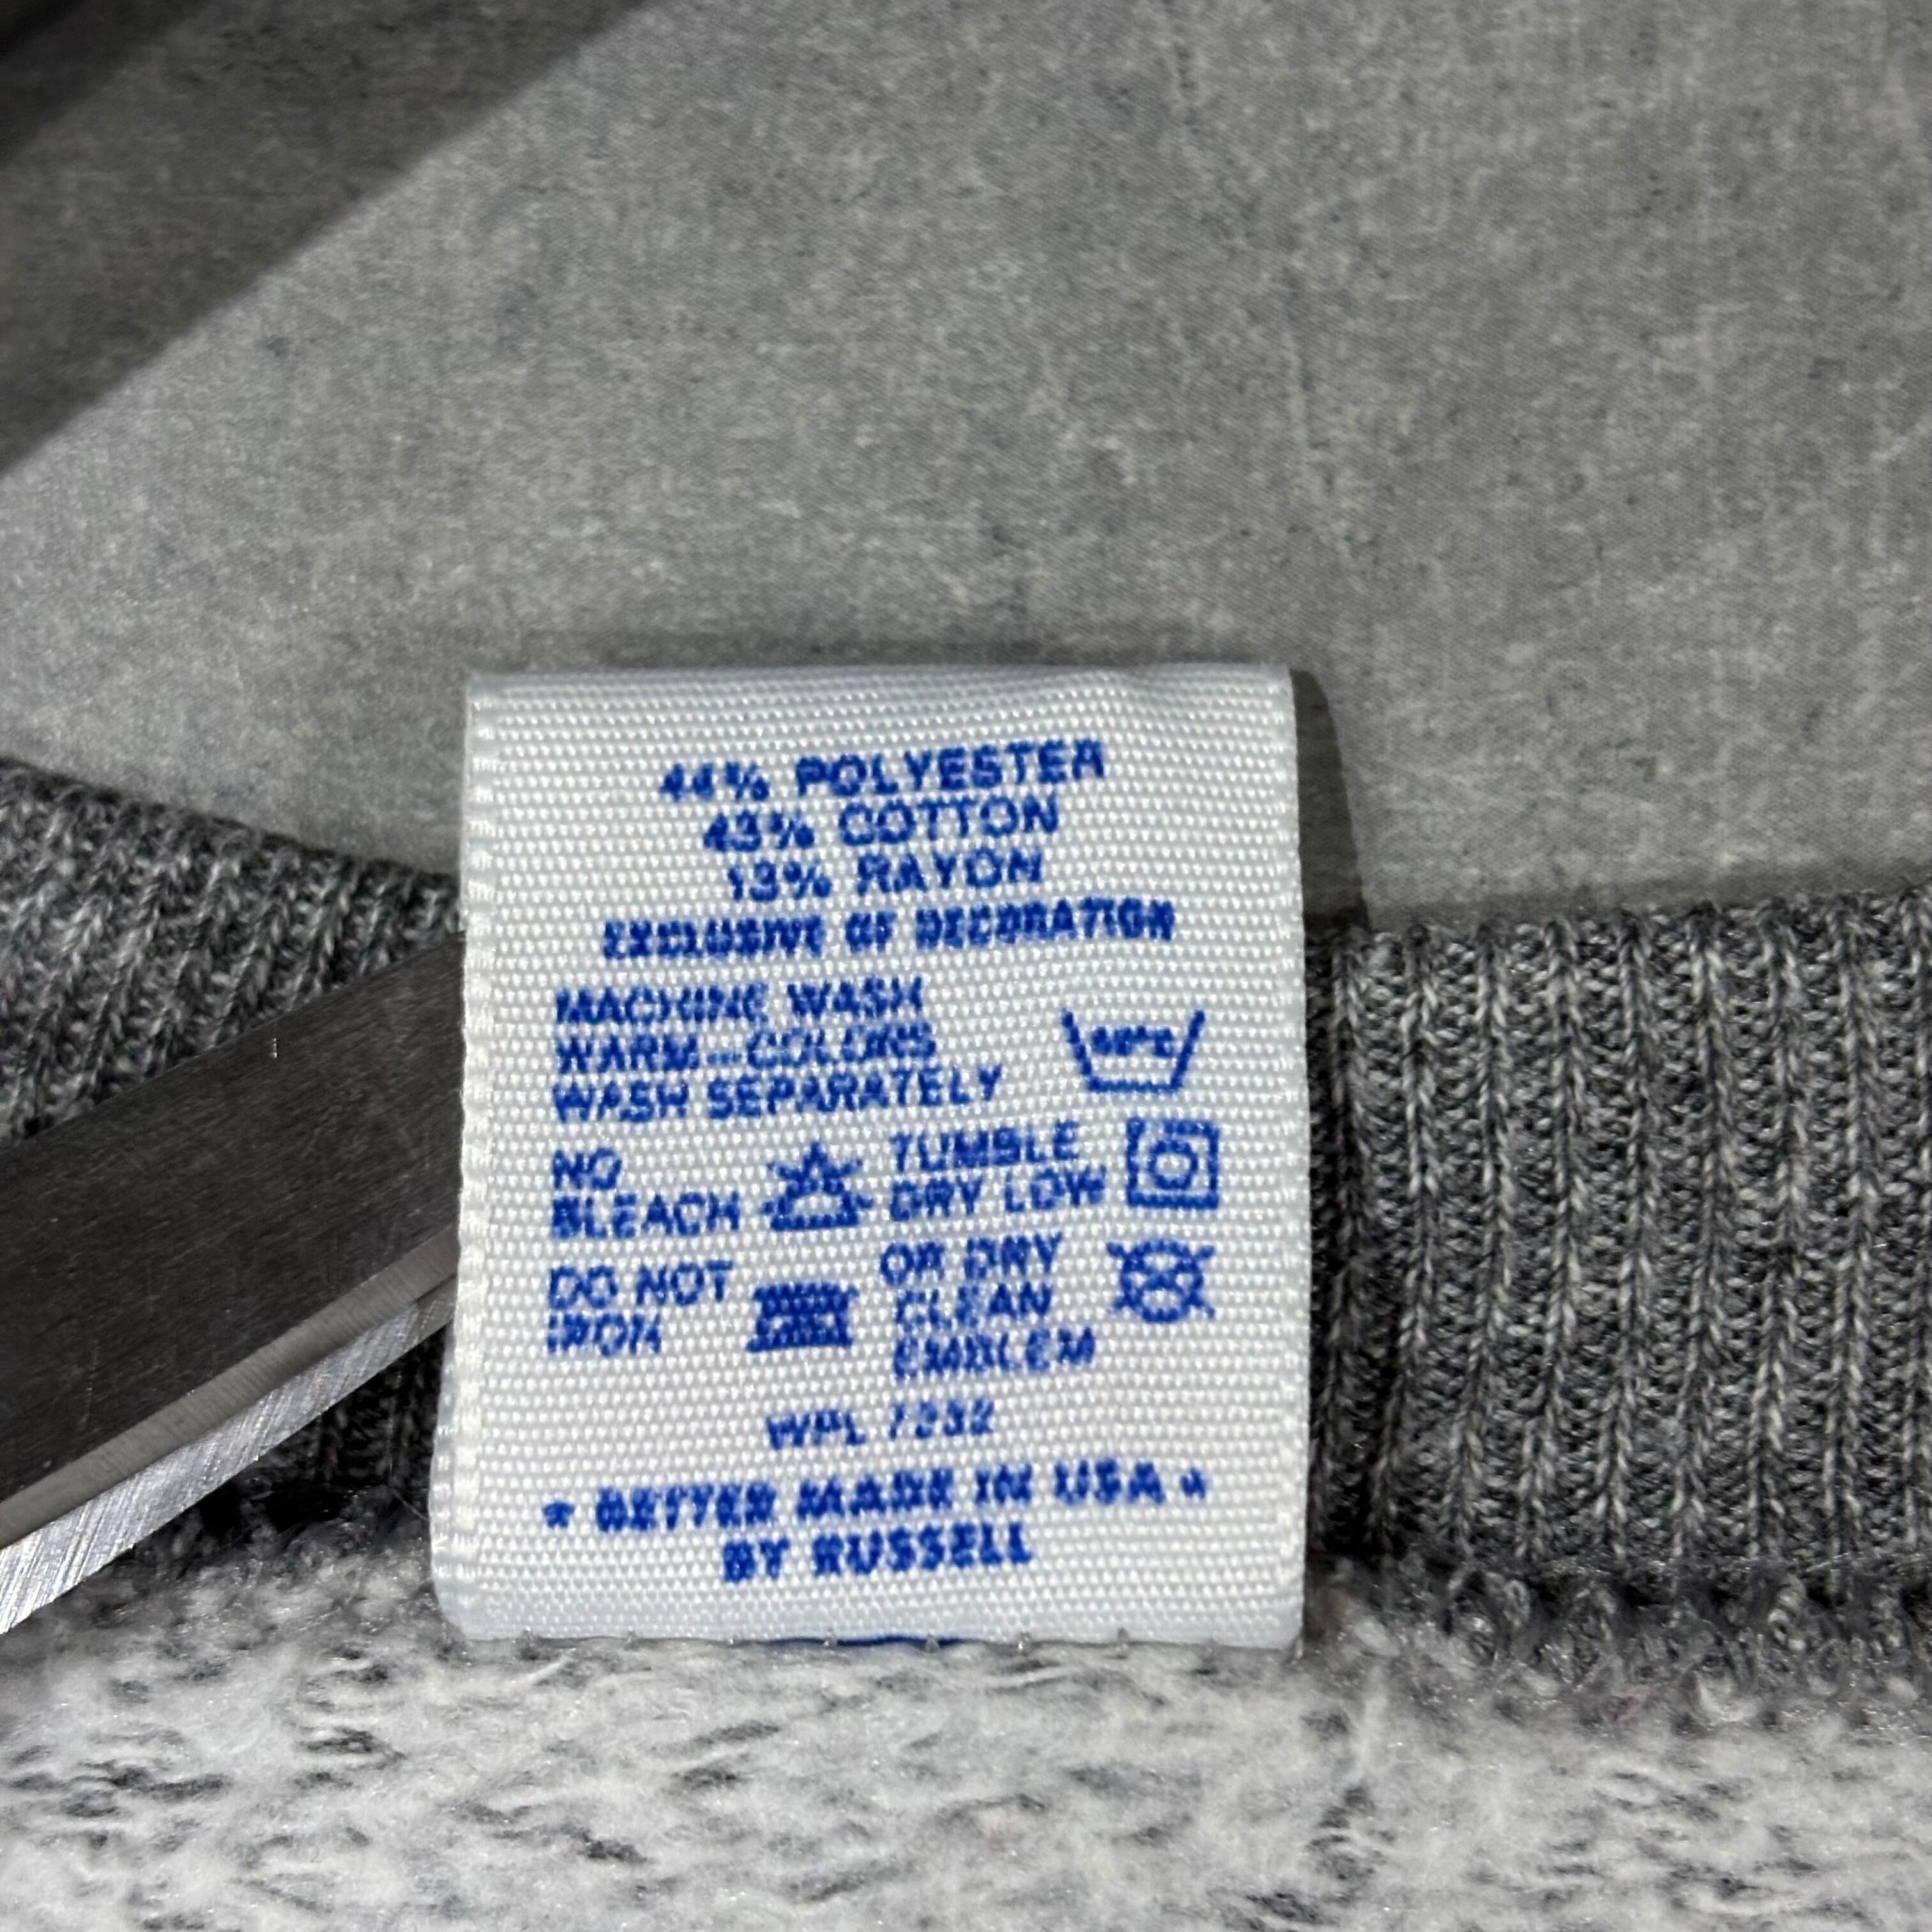 44% POLYESTER
43% COTTON
13% RAYON
EXCLUSIVE OF DECORATION
MACHINE WASH
WARM—COLORS
WASH SEPARATELY
NO
BLEACH
TUMBLE
DRY LOW
DO NOT
IRON
OR DRY
CLEAN
EMBLEM
WPL 7232
* BETTER MADE IN USA *
BY RUSSELL